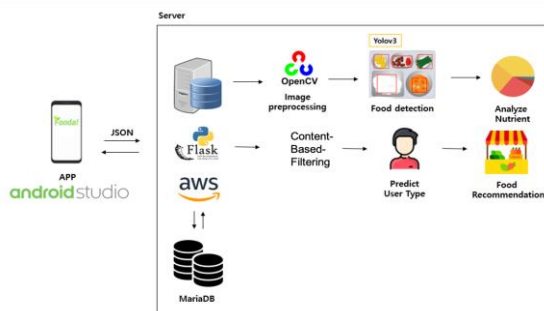 Server
Yolov3
Fooda!
JSON
APP
android studio
OpenCV
Image
preprocessing
Food detection
Analyze
Nutrient
Flask
aws
Content-
Based-
Filtering
Predict
User Type
Food
Recommendation
MariaDB